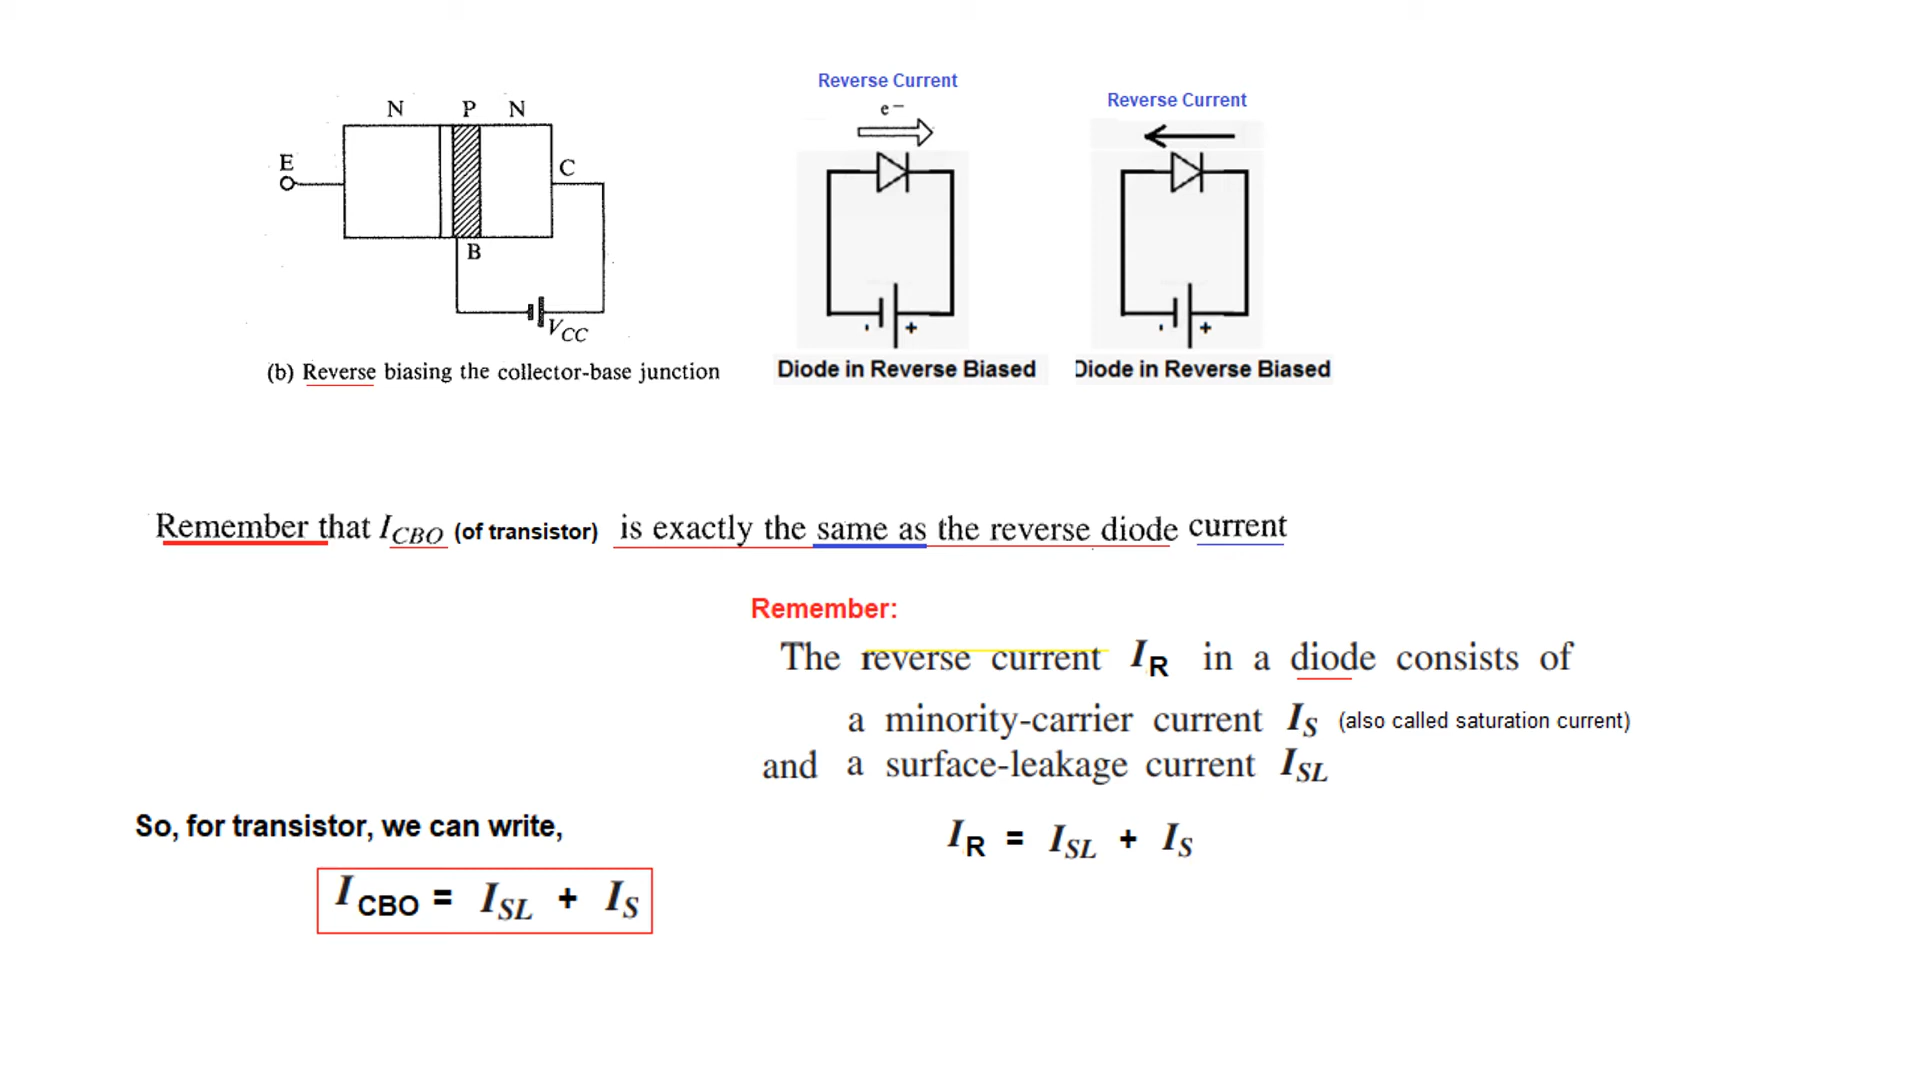 N P N
E
C
B
VCC
(b) Reverse biasing the collector-base junction
Reverse Current
e−
- +
Diode in Reverse Biased
Reverse Current
- +
Diode in Reverse Biased
Remember that ICBO (of transistor) is exactly the same as the reverse diode current
Remember:
The reverse current IR in a diode consists of
a minority-carrier current IS (also called saturation current)
and a surface-leakage current ISL
IR = ISL + IS
So, for transistor, we can write,
ICBO = ISL + IS